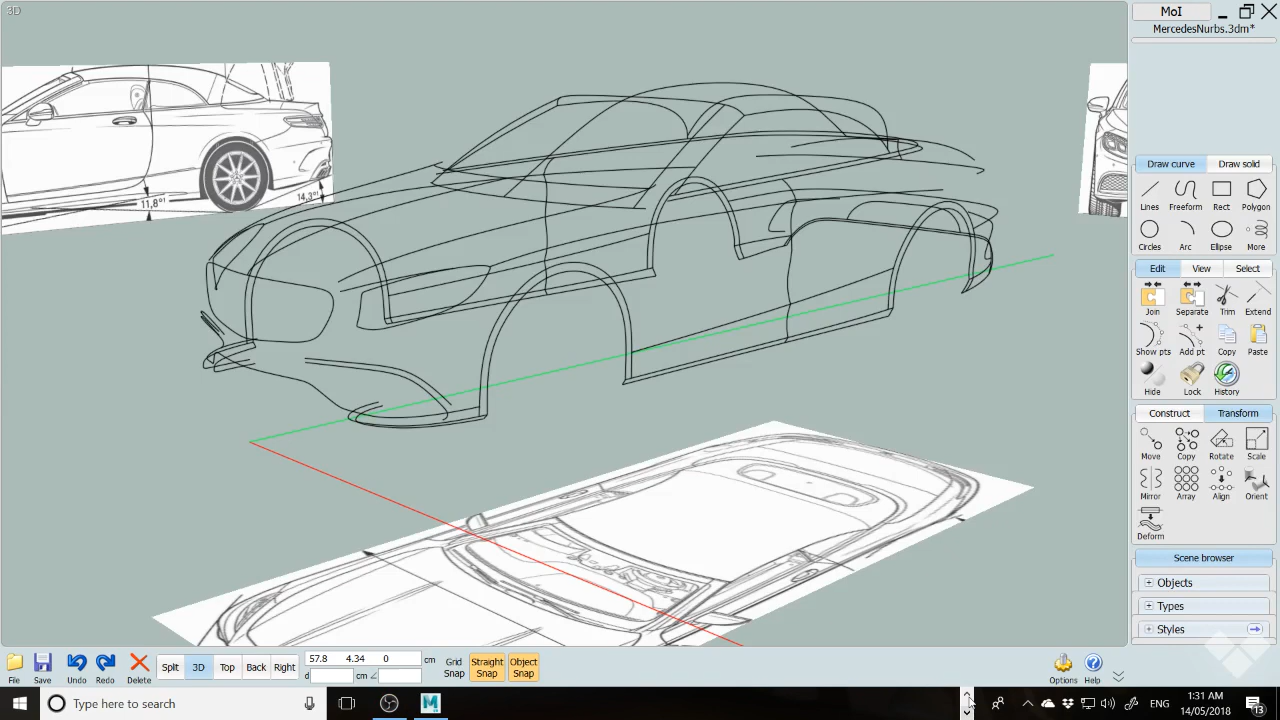 3D
MoI
MercedesNurbs.3dm*
11,8°
14,3°
Draw curve
Draw solid
Lines
Freeform
Rect
Polygon
Circles
Arc
Ellipse
More
Edit
View
Select
Join
Separate
Trim
Extend
Show pts
Add pt
Copy
Paste
Hide
Lock
History
Construct
Transform
Move
Copy
Rotate
Scale
Mirror
Array
Align
Orient
Deform
Scene browser
Objects
Types
Styles
File
Save
Undo
Redo
Delete
Split
3D
Top
Back
Right
57.8 4.34 0 cm
d cm ∠
Grid Snap
Straight Snap
Object Snap
Options
Help
Type here to search
ENG
1:31 AM
14/05/2018
13